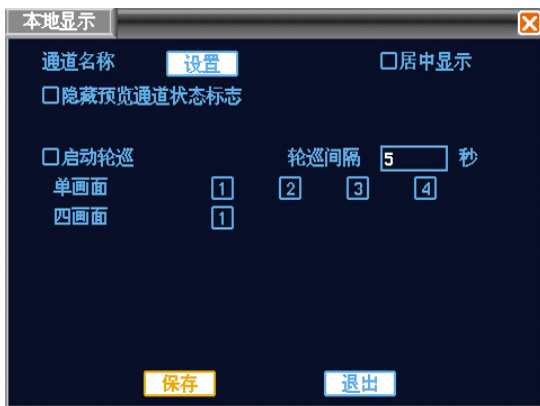 本地显示
通道名称 设置 居中显示
隐藏预览通道状态标志
启动轮巡 轮巡间隔 5 秒
单画面 1 2 3 4
四画面 1
保存 退出